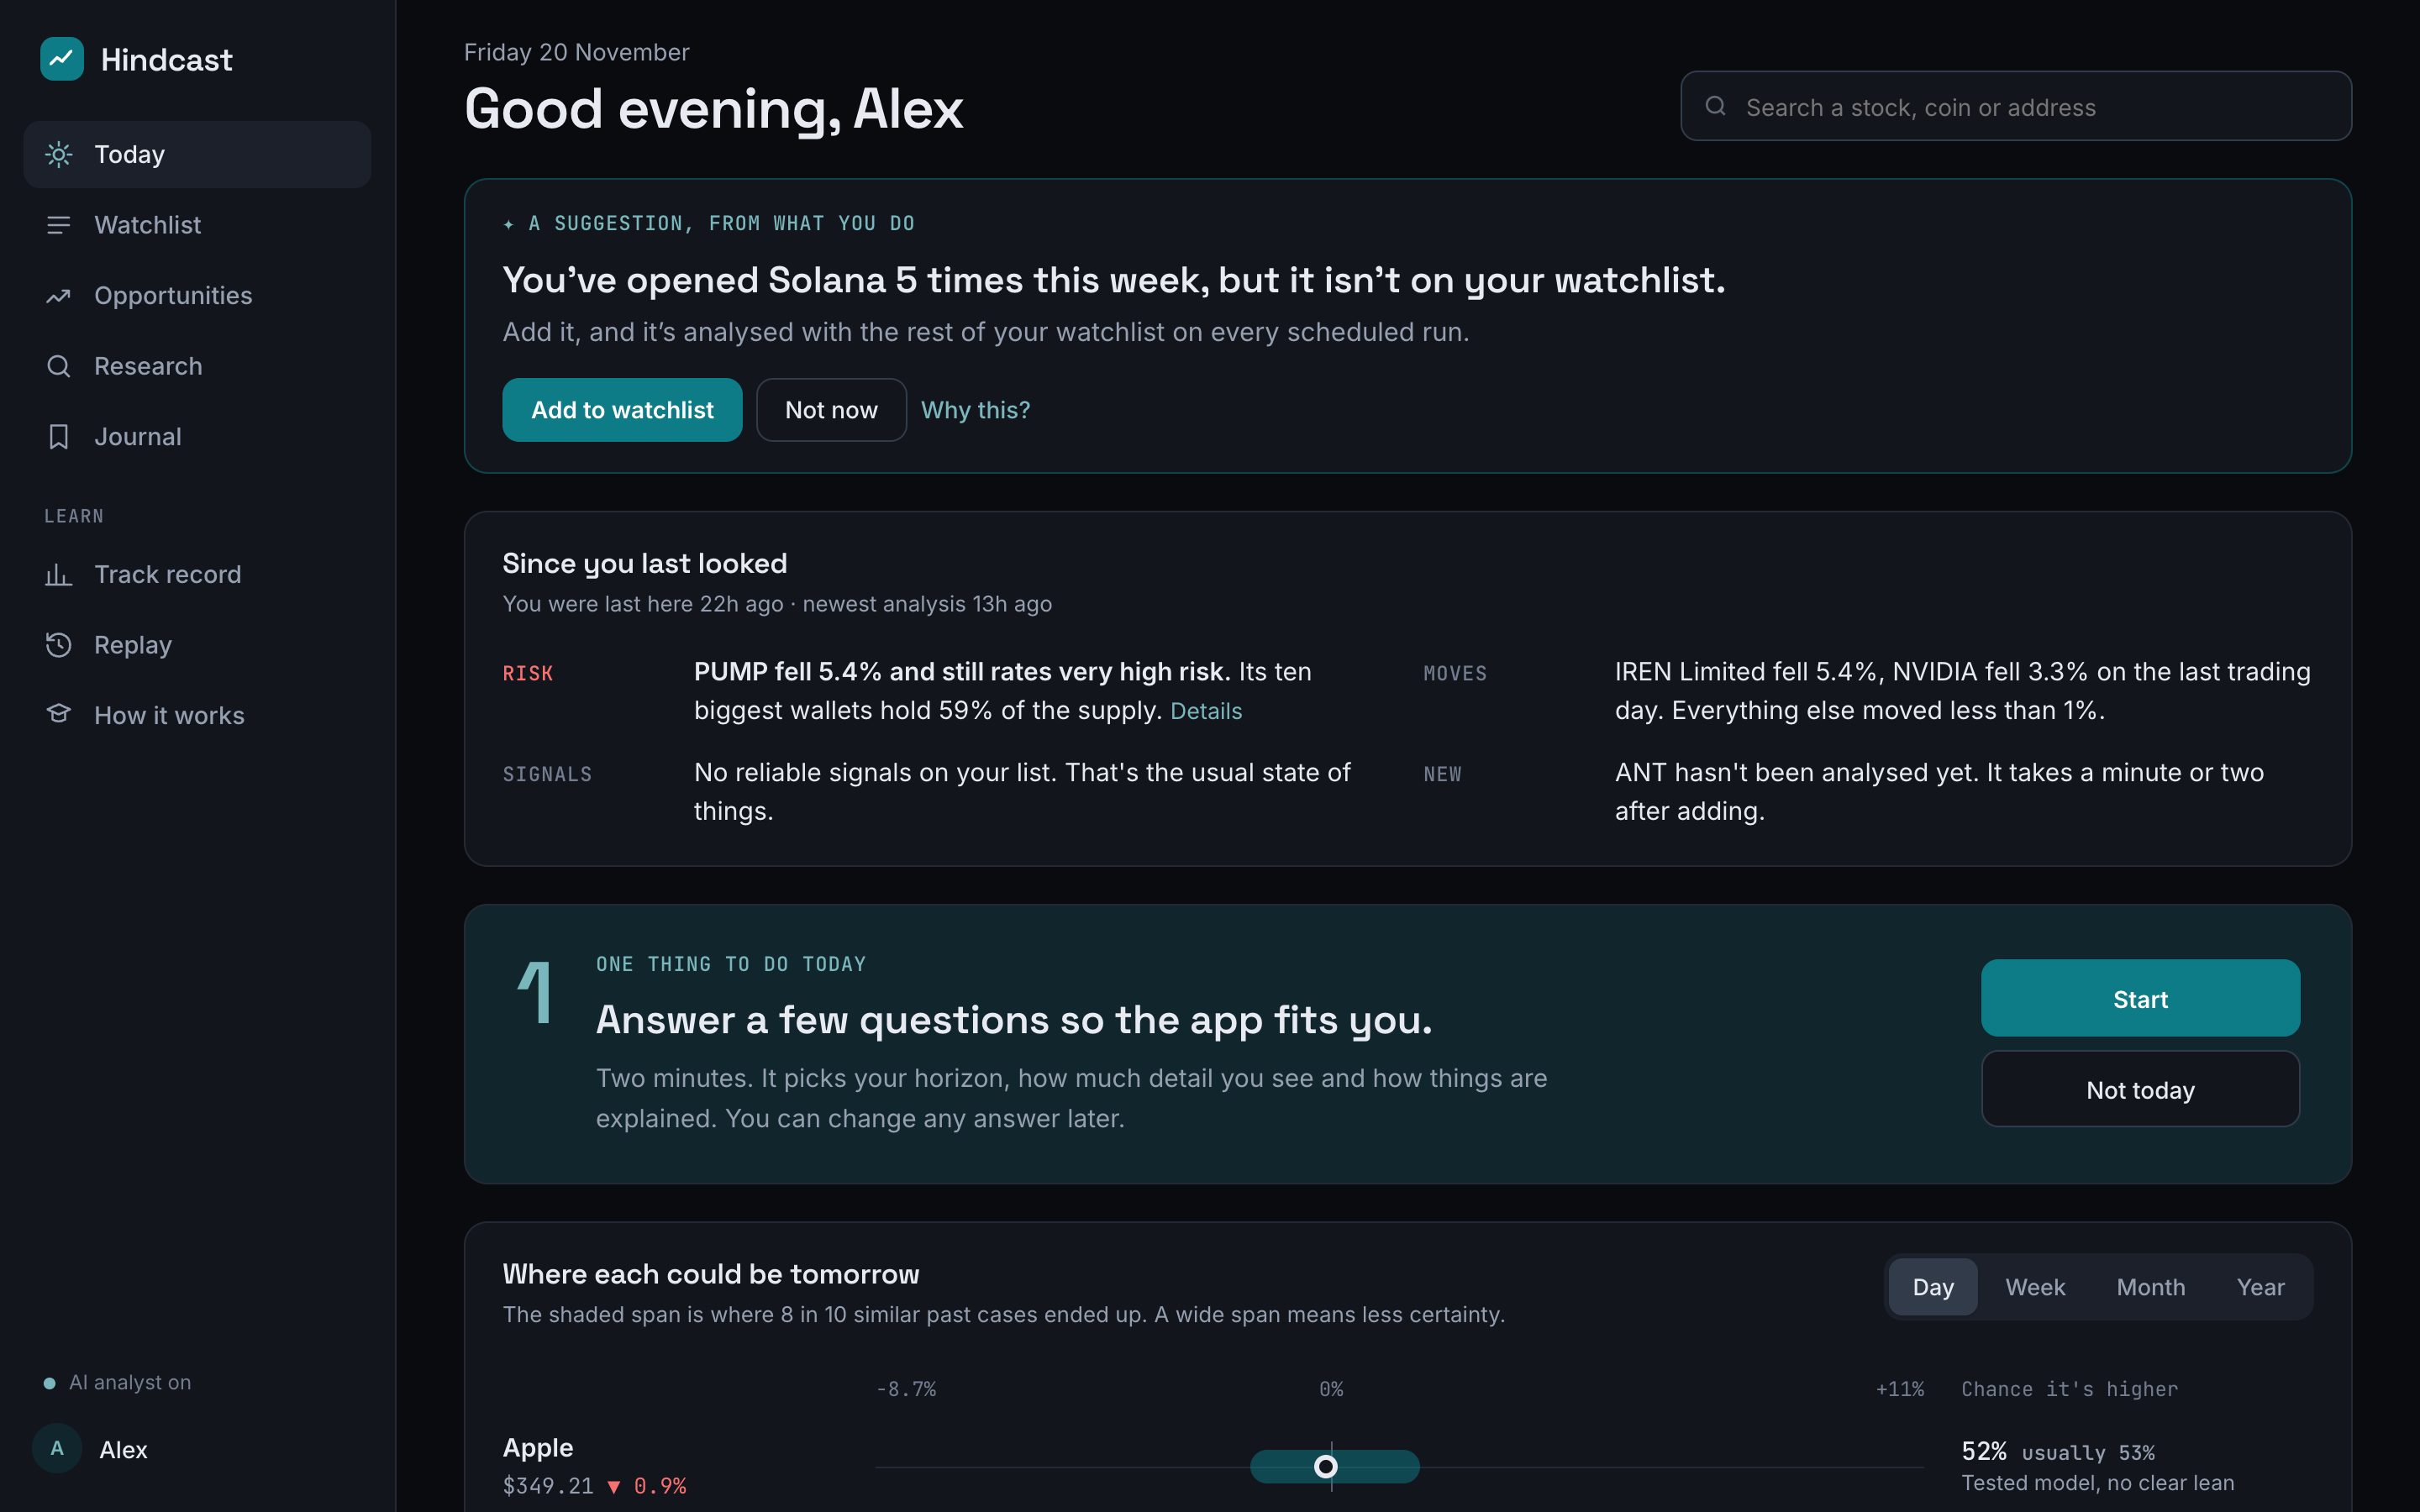 Hindcast
Today
Watchlist
Opportunities
Research
Journal
LEARN
Track record
Replay
How it works
AI analyst on
A
Alex
Friday 20 November
Good evening, Alex
Search a stock, coin or address
✦ A SUGGESTION, FROM WHAT YOU DO
You’ve opened Solana 5 times this week, but it isn’t on your watchlist.
Add it, and it’s analysed with the rest of your watchlist on every scheduled run.
Add to watchlist
Not now
Why this?
Since you last looked
You were last here 22h ago · newest analysis 13h ago
RISK
PUMP fell 5.4% and still rates very high risk. Its ten
biggest wallets hold 59% of the supply. Details
MOVES
IREN Limited fell 5.4%, NVIDIA fell 3.3% on the last trading
day. Everything else moved less than 1%.
SIGNALS
No reliable signals on your list. That's the usual state of
things.
NEW
ANT hasn't been analysed yet. It takes a minute or two
after adding.
1
ONE THING TO DO TODAY
Answer a few questions so the app fits you.
Two minutes. It picks your horizon, how much detail you see and how things are
explained. You can change any answer later.
Start
Not today
Where each could be tomorrow
The shaded span is where 8 in 10 similar past cases ended up. A wide span means less certainty.
Day
Week
Month
Year
-8.7%
0%
+11%
Chance it's higher
Apple
$349.21 ▼ 0.9%
52% usually 53%
Tested model, no clear lean